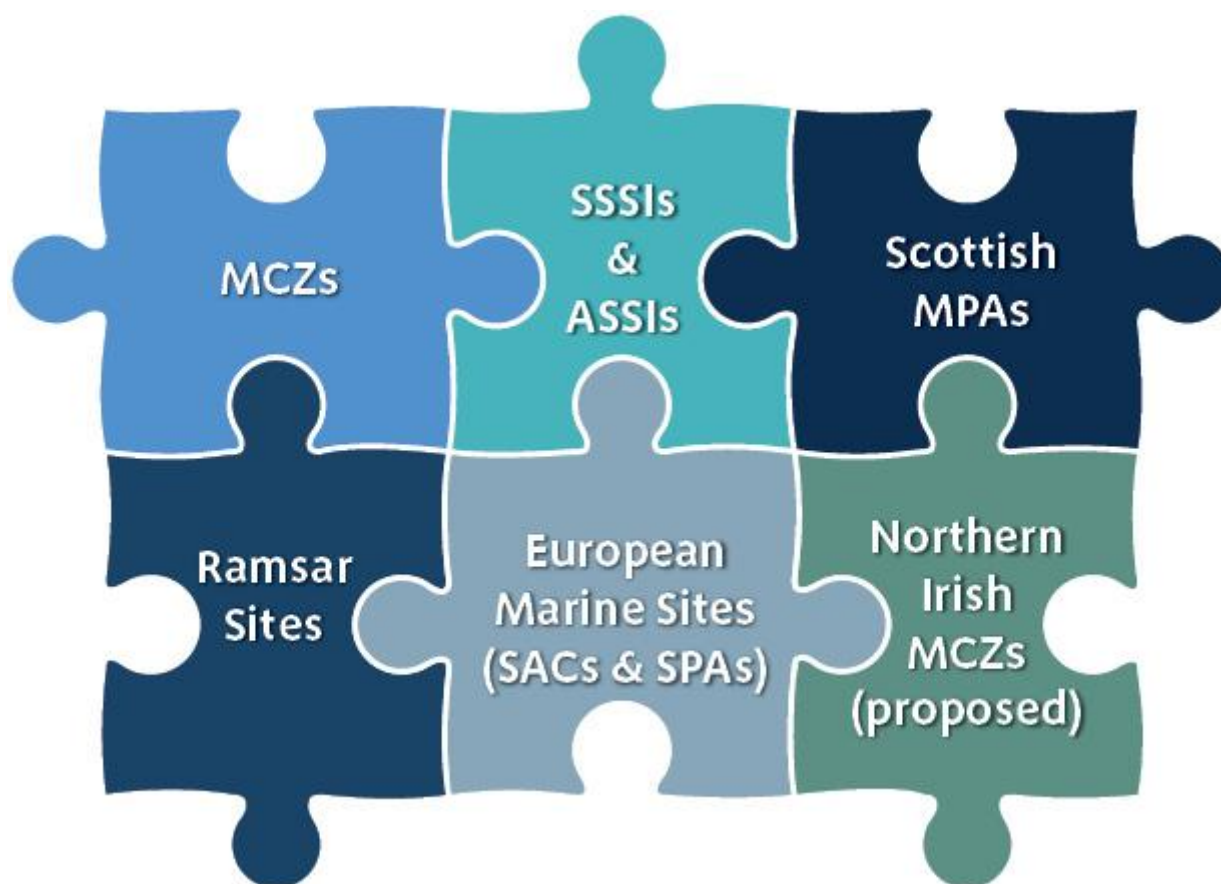 MCZs
SSSIs
&
ASSIs
Scottish
MPAs
Ramsar
Sites
European
Marine Sites
(SACs & SPAs)
Northern
Irish
MCZs
(proposed)